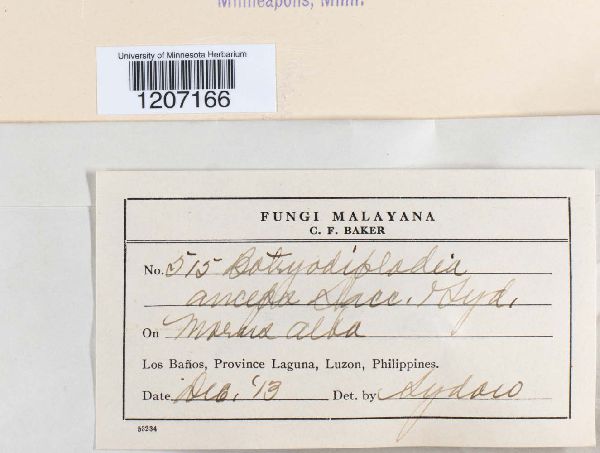 Minneapolis, Minn.
University of Minnesota Herbarium
1207166
FUNGI MALAYANA
C. F. BAKER
No. 515 Botryodiplodia
anceps Sacc. & Syd.
On Morus alba
Los Baños, Province Laguna, Luzon, Philippines.
Date Dec. '13 Det. by Sydow
55234